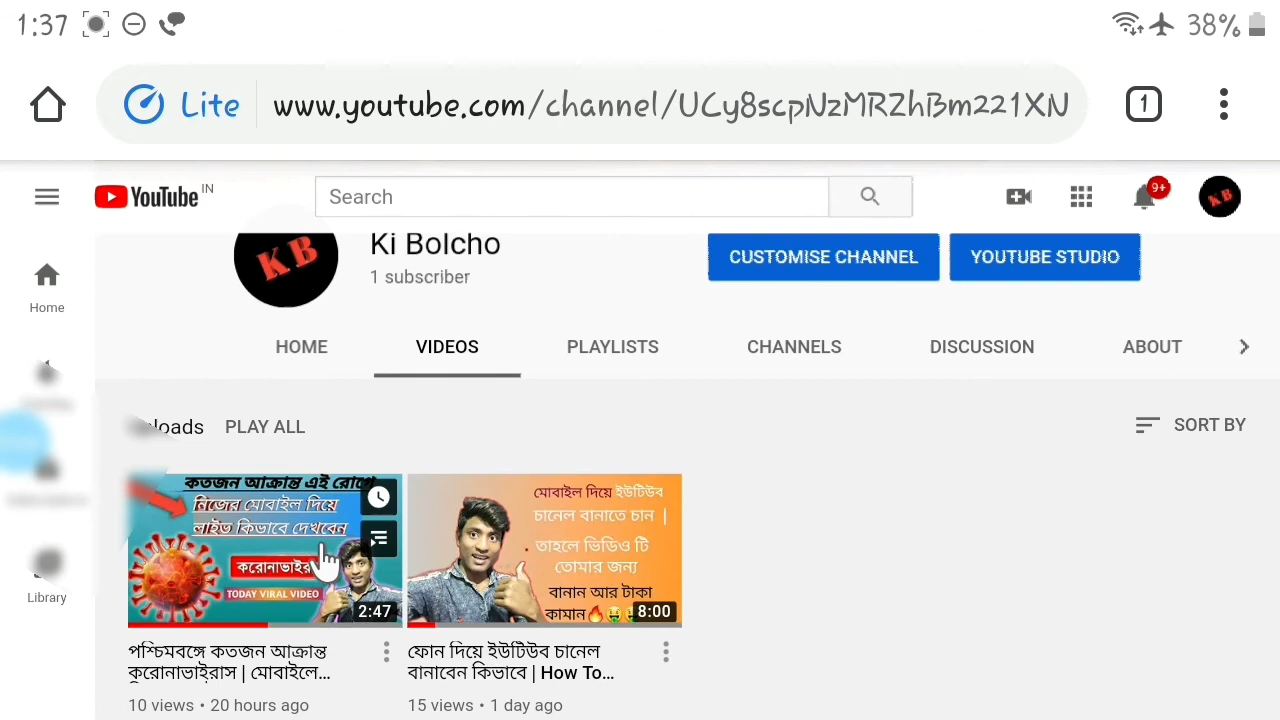 1:37
38%
Lite www.youtube.com/channel/UCy8scpNzMRZhBm221XN
1
YouTube IN
Search
9+
KB
Ki Bolcho
1 subscriber
KB
CUSTOMISE CHANNEL
YOUTUBE STUDIO
Home
HOME VIDEOS PLAYLISTS CHANNELS DISCUSSION ABOUT
PLAY ALL
SORT BY
কতজন আক্রান্ত এই রোগে
নিজের মোবাইল দিয়ে
লাইভ কিভাবে দেখবেন
TODAY VIRAL VIDEO
2:47
মোবাইল দিয়ে ইউটিউব
চানেল বানাতে চান |
তাহলে ভিডিও টি
তোমার জন্য
বানান আর টাকা
কামান🔥🤑
8:00
Library
পশ্চিমবঙ্গে কতজন আক্রান্ত
করোনাভাইরাস | মোবাইলে...
10 views • 20 hours ago
ফোন দিয়ে ইউটিউব চানেল
বানাবেন কিভাবে | How To...
15 views • 1 day ago